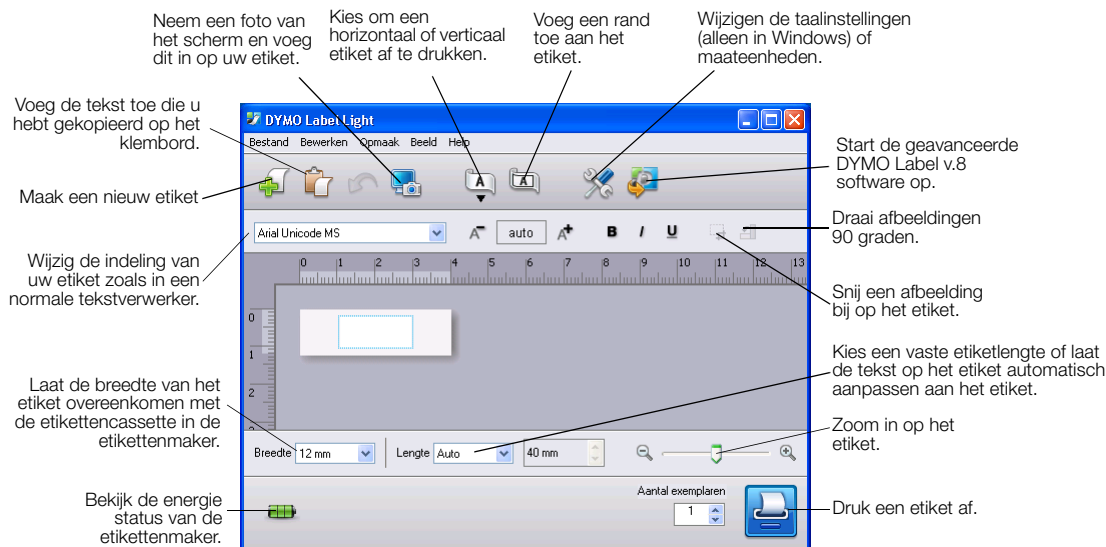 Neem een foto van
het scherm en voeg
dit in op uw etiket.
Kies om een
horizontaal of verticaal
etiket af te drukken.
Voeg een rand
toe aan het
etiket.
Wijzigen de taalinstellingen
(alleen in Windows) of
maateenheden.
Voeg de tekst toe die u
hebt gekopieerd op het
klembord.
Maak een nieuw etiket
Wijzig de indeling van
uw etiket zoals in een
normale tekstverwerker.
Laat de breedte van het
etiket overeenkomen met
de etikettencassette in de
etikettenmaker.
Bekijk de energie
status van de
etikettenmaker.
DYMO Label Light
Bestand Bewerken Opmaak Beeld Help
A A
Arial Unicode MS A- auto A+ B I U
0 1 2 3 4 5 6 7 8 9 10 11 12 13
0
1
2
Breedte 12 mm Lengte Auto 40 mm
Aantal exemplaren
1
Start de geavanceerde
DYMO Label v.8
software op.
Draai afbeeldingen
90 graden.
Snij een afbeelding
bij op het etiket.
Kies een vaste etiketlengte of laat
de tekst op het etiket automatisch
aanpassen aan het etiket.
Zoom in op het
etiket.
Druk een etiket af.